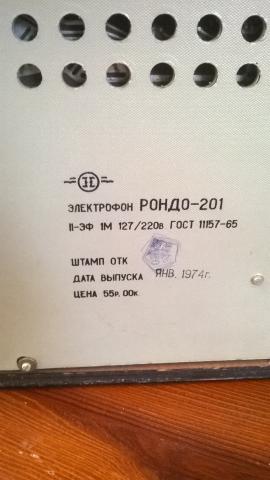 ЭЛЕКТРОФОН РОНДО-201
II-ЭФ 1М 127/220в ГОСТ 11157-65
ШТАМП ОТК
ДАТА ВЫПУСКА ЯНВ. 1974г.
ЦЕНА 55р. 00к.